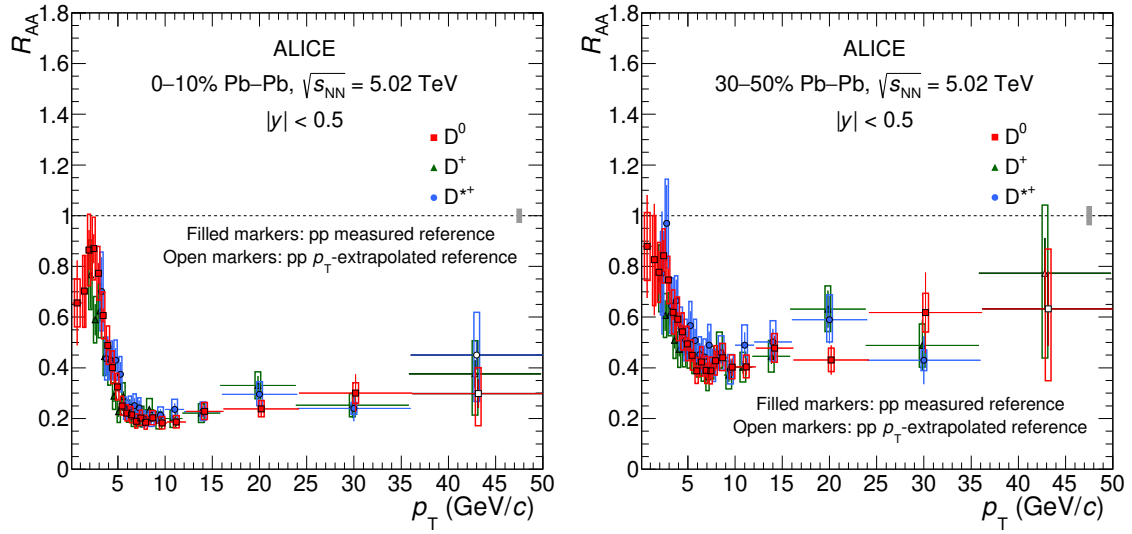 R_AA
1.8
1.6
1.4
1.2
1
0.8
0.6
0.4
0.2
0
ALICE
0–10% Pb–Pb, √s_NN = 5.02 TeV
|y| < 0.5
D⁰
D⁺
D*⁺
Filled markers: pp measured reference
Open markers: pp p_T-extrapolated reference
5 10 15 20 25 30 35 40 45 50
p_T (GeV/c)
R_AA
1.8
1.6
1.4
1.2
1
0.8
0.6
0.4
0.2
0
ALICE
30–50% Pb–Pb, √s_NN = 5.02 TeV
|y| < 0.5
D⁰
D⁺
D*⁺
Filled markers: pp measured reference
Open markers: pp p_T-extrapolated reference
5 10 15 20 25 30 35 40 45 50
p_T (GeV/c)